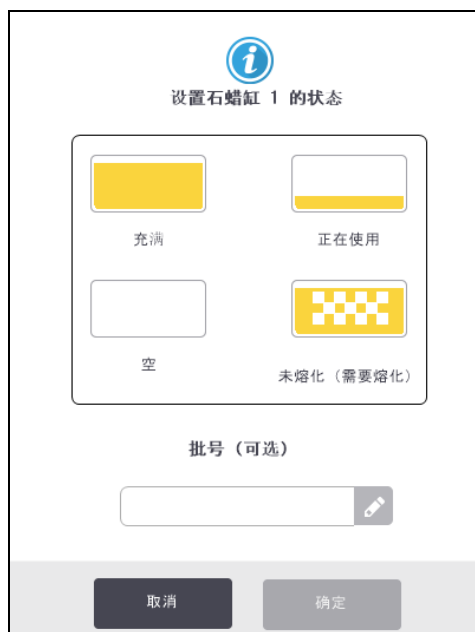 设置石蜡缸 1 的状态
充满
正在使用
空
未熔化（需要熔化）
批号（可选）
取消
确定